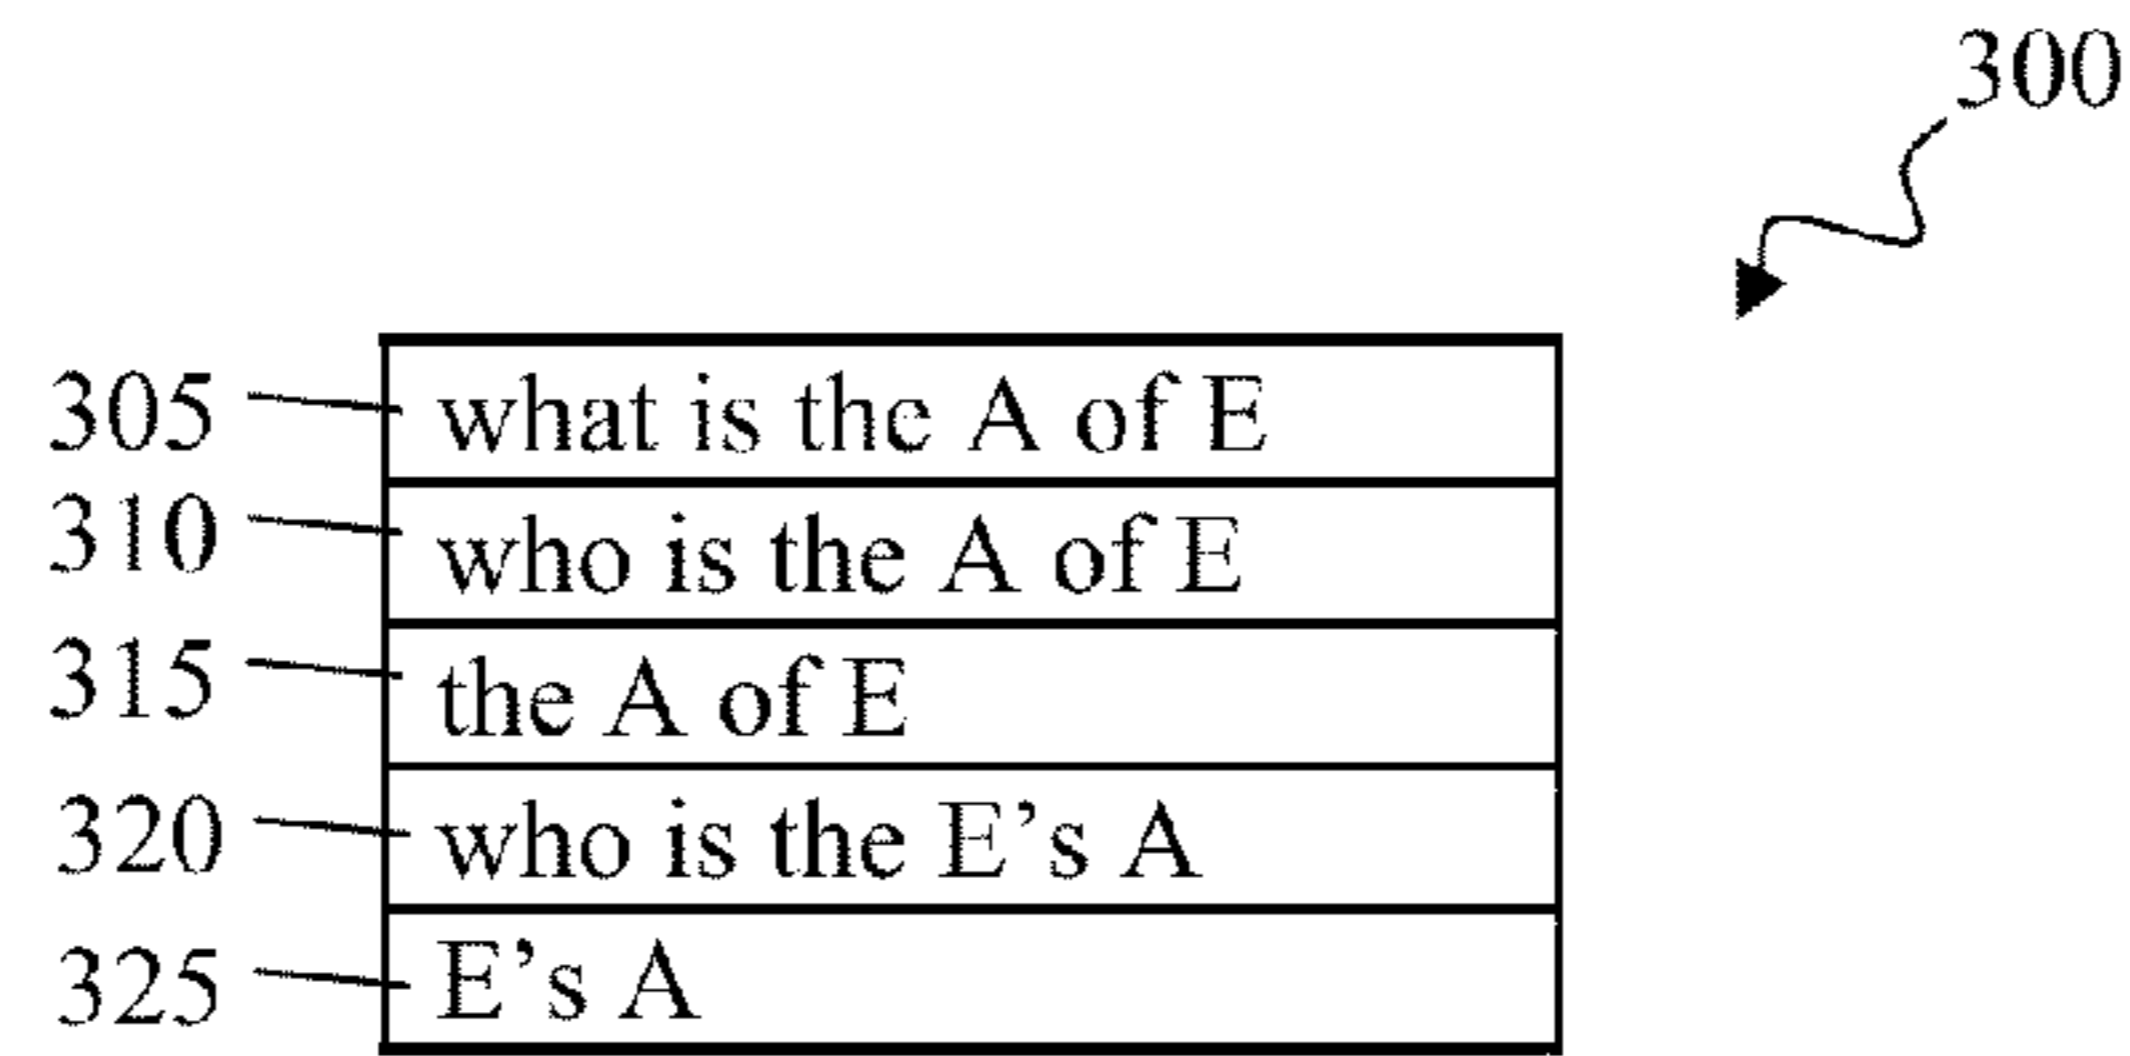 300
305 what is the A of E
310 who is the A of E
315 the A of E
320 who is the E’s A
325 E’s A